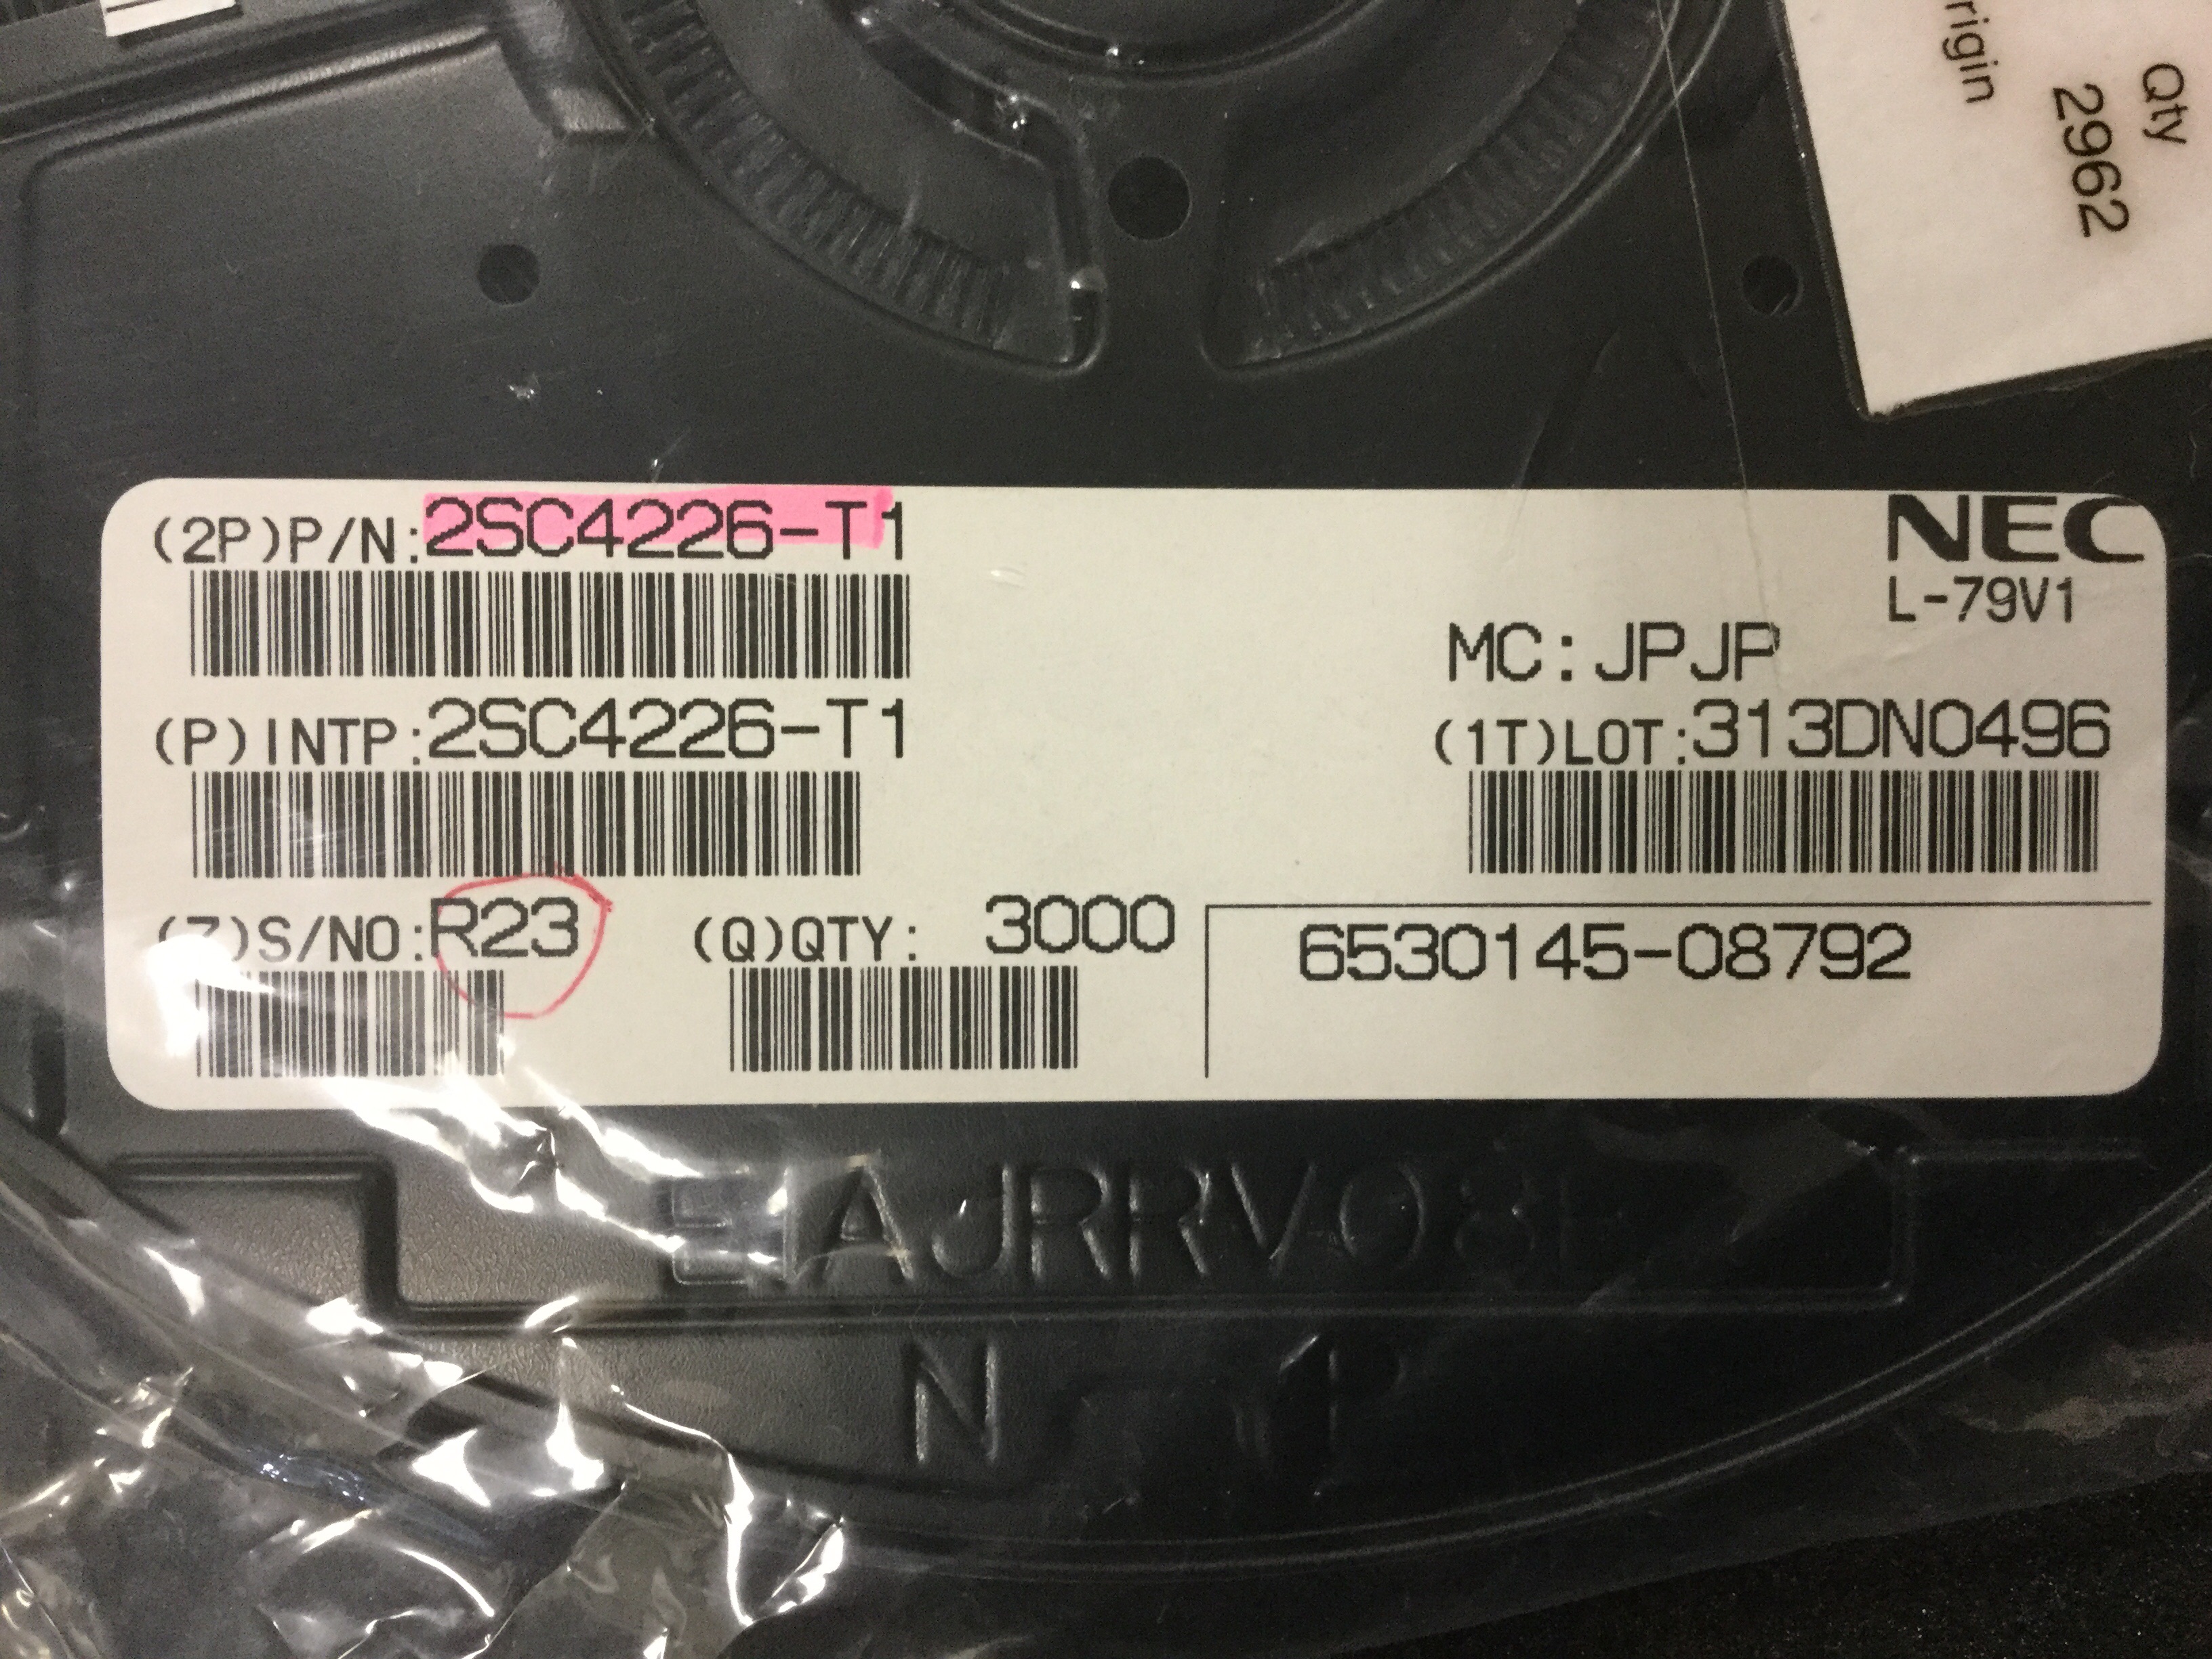 rigin
Qty
2962
(2P)P/N:2SC4226-T1
NEC
L-79V1
MC:JPJP
(P)INTP:2SC4226-T1
(1T)LOT:313DN0496
(Z)S/NO:R23
(Q)QTY: 3000
6530145-08792
EIAJRRV08
N